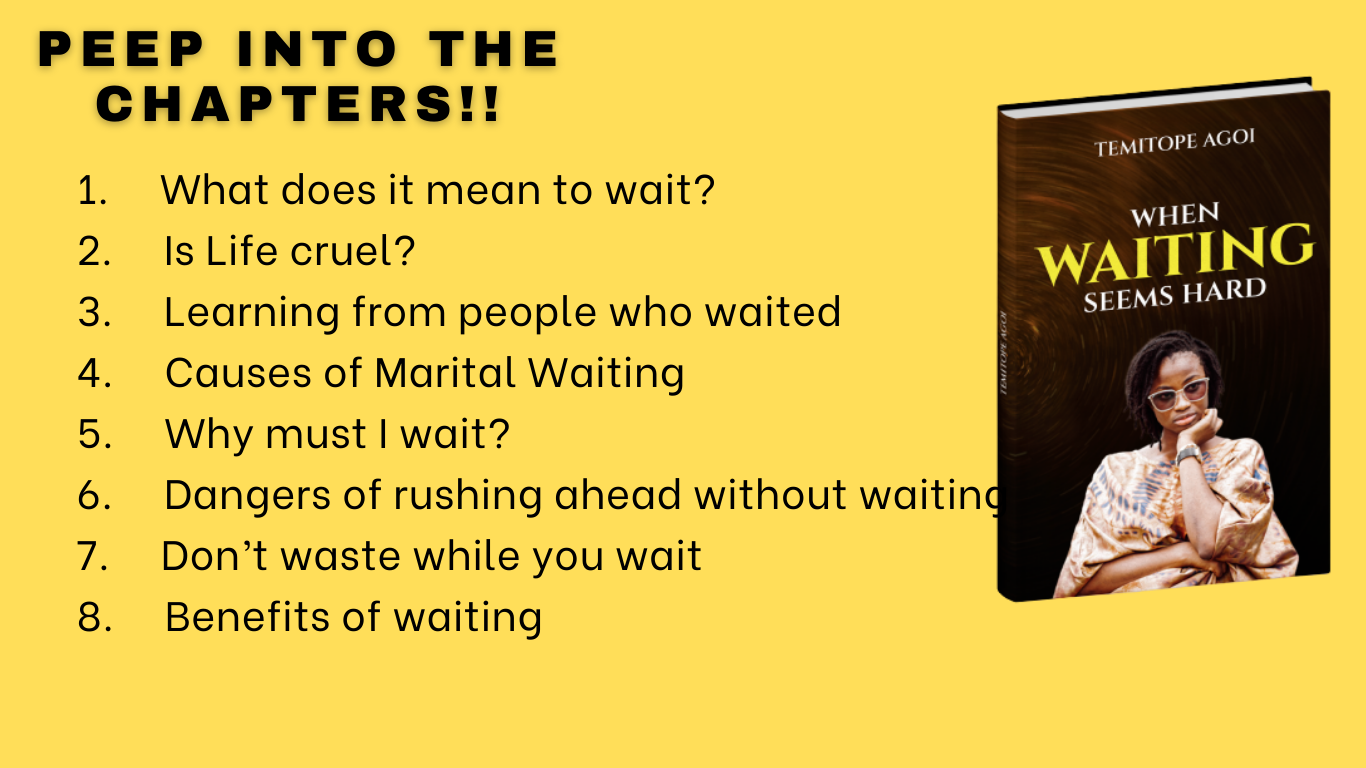 PEEP INTO THE
CHAPTERS!!
1. What does it mean to wait?
2. Is Life cruel?
3. Learning from people who waited
4. Causes of Marital Waiting
5. Why must I wait?
6. Dangers of rushing ahead without waiting
7. Don’t waste while you wait
8. Benefits of waiting
TEMITOPE AGOI
WHEN
WAITING
SEEMS HARD
TEMITOPE AGOI